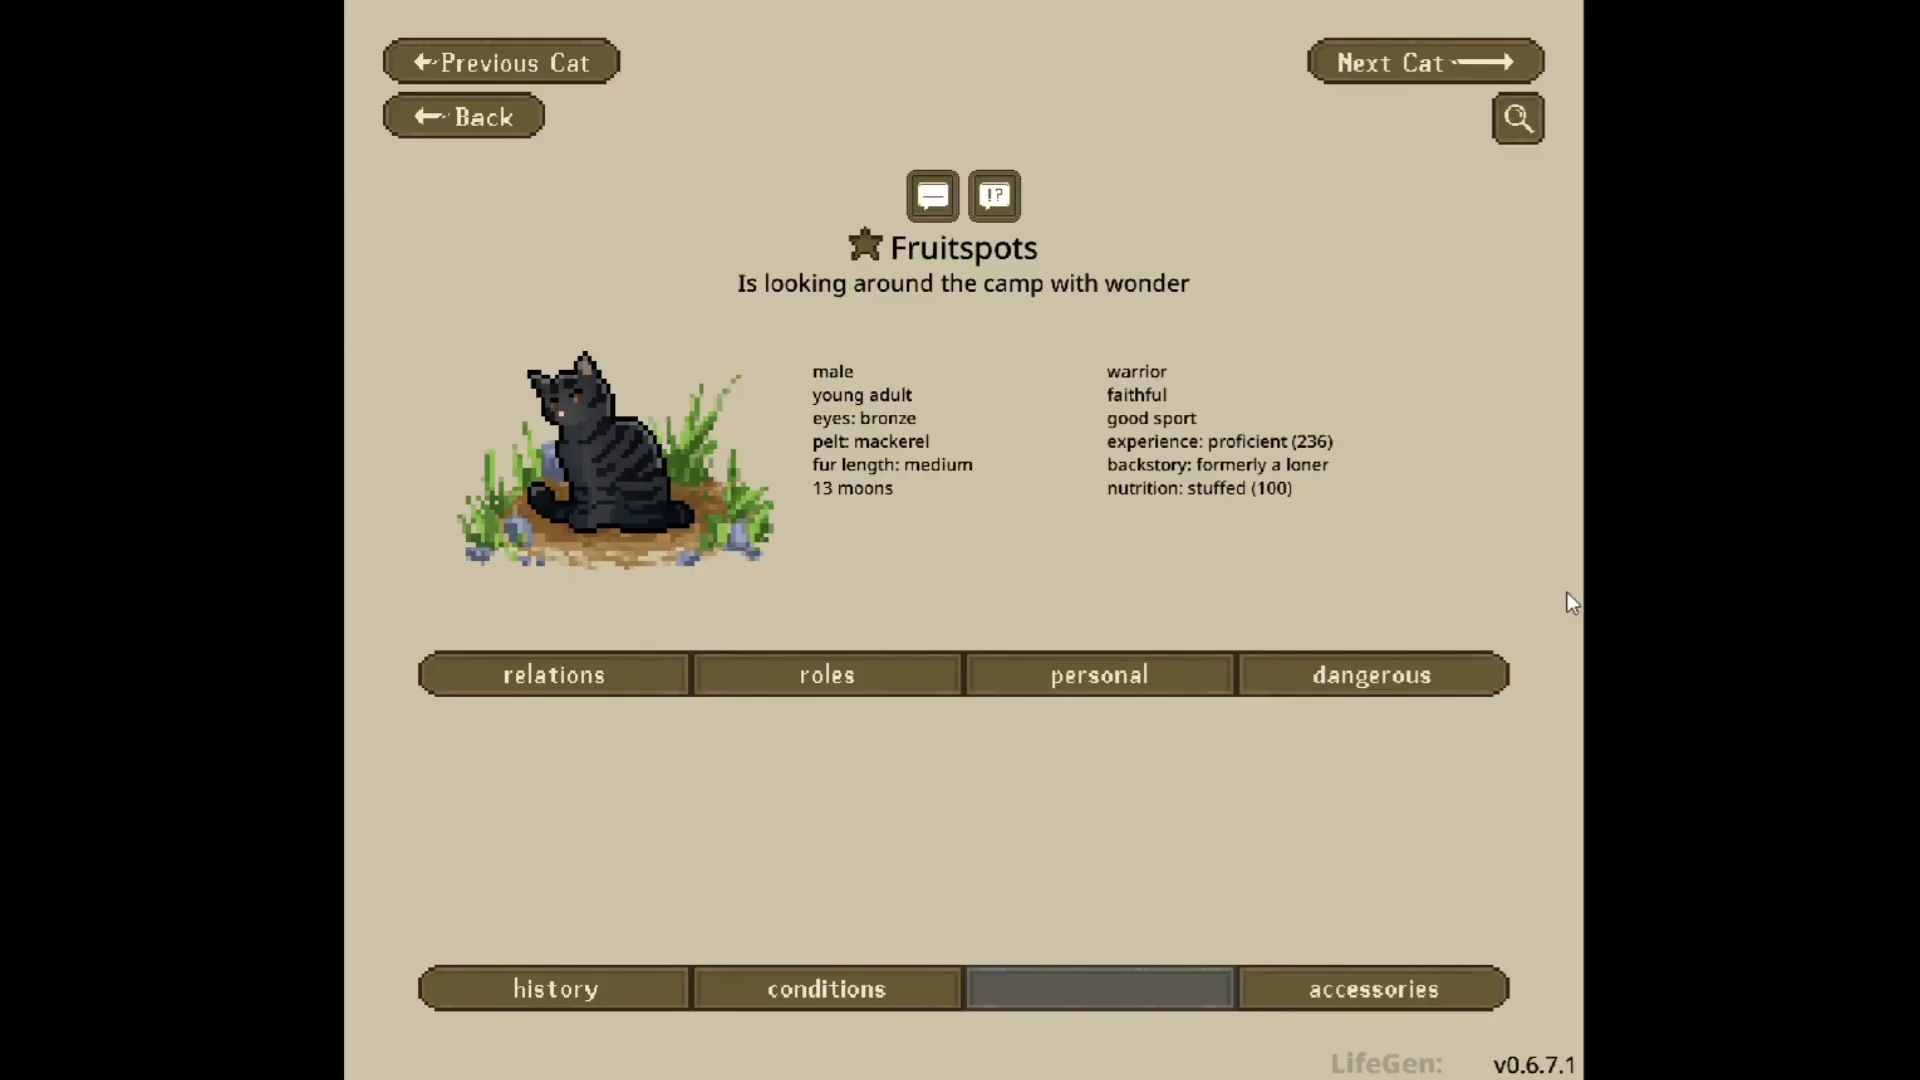 Previous Cat
Next Cat
Back
!?
Fruitspots
Is looking around the camp with wonder
male
young adult
eyes: bronze
pelt: mackerel
fur length: medium
13 moons
warrior
faithful
good sport
experience: proficient (236)
backstory: formerly a loner
nutrition: stuffed (100)
relations
roles
personal
dangerous
history
conditions
accessories
LifeGen: v0.6.7.1